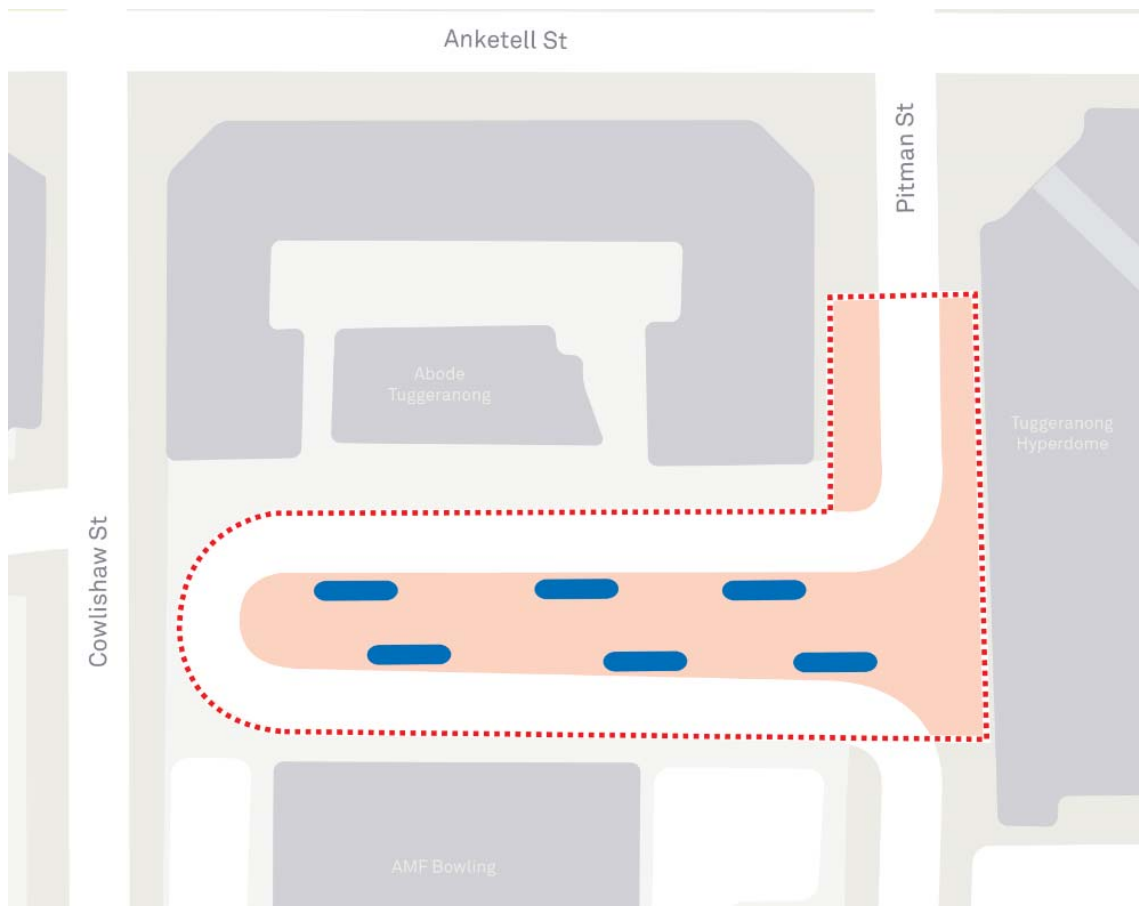 Anketell St
Pitman St
Abode
Tuggeranong
Tuggeranong
Hyperdome
Cowlishaw St
AMF Bowling